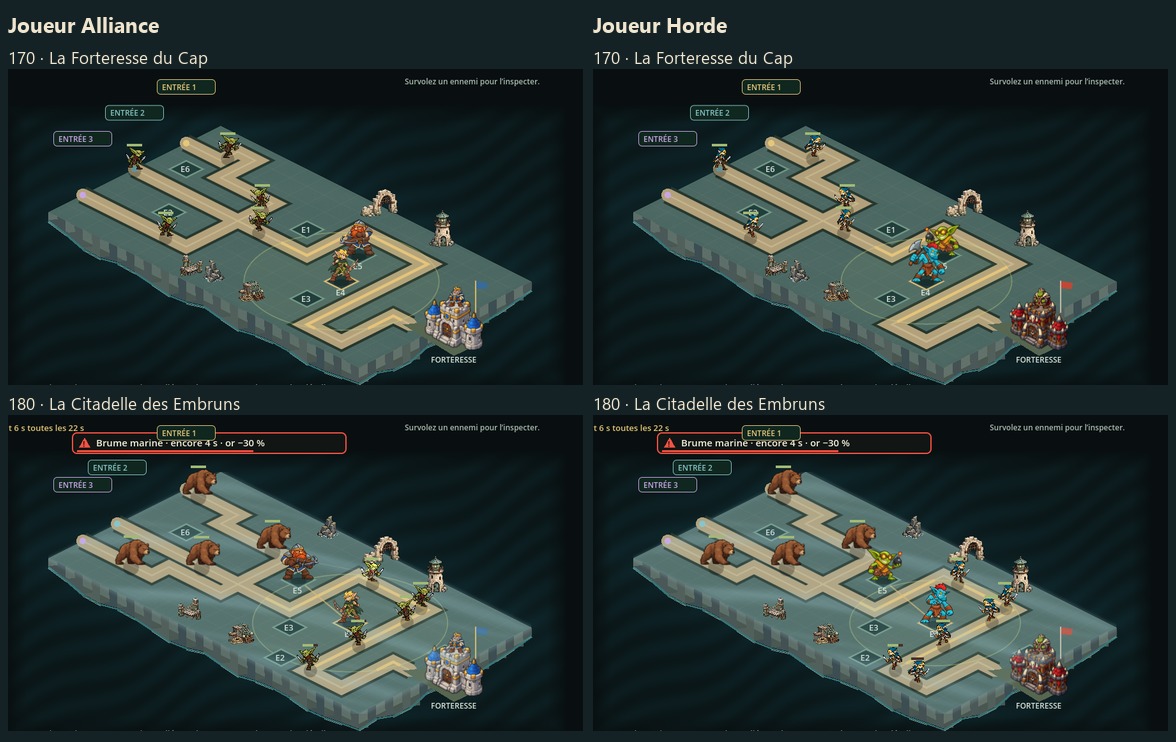 Joueur Alliance
Joueur Horde
170 · La Forteresse du Cap
170 · La Forteresse du Cap
Survolez un ennemi pour l'inspecter.
ENTRÉE 1
ENTRÉE 2
ENTRÉE 3
E6
E1
E3
E4
FORTERESSE
Survolez un ennemi pour l'inspecter.
ENTRÉE 1
ENTRÉE 2
ENTRÉE 3
E6
E1
E3
E4
FORTERESSE
180 · La Citadelle des Embruns
180 · La Citadelle des Embruns
t 6 s toutes les 22 s
Survolez un ennemi pour l'inspecter.
ENTRÉE 1
Brume marine · encore 4 s · or −30 %
ENTRÉE 2
ENTRÉE 3
E6
E5
E3
E2
FORTERESSE
t 6 s toutes les 22 s
Survolez un ennemi pour l'inspecter.
ENTRÉE 1
Brume marine · encore 4 s · or −30 %
ENTRÉE 2
ENTRÉE 3
E6
E5
E3
E2
FORTERESSE